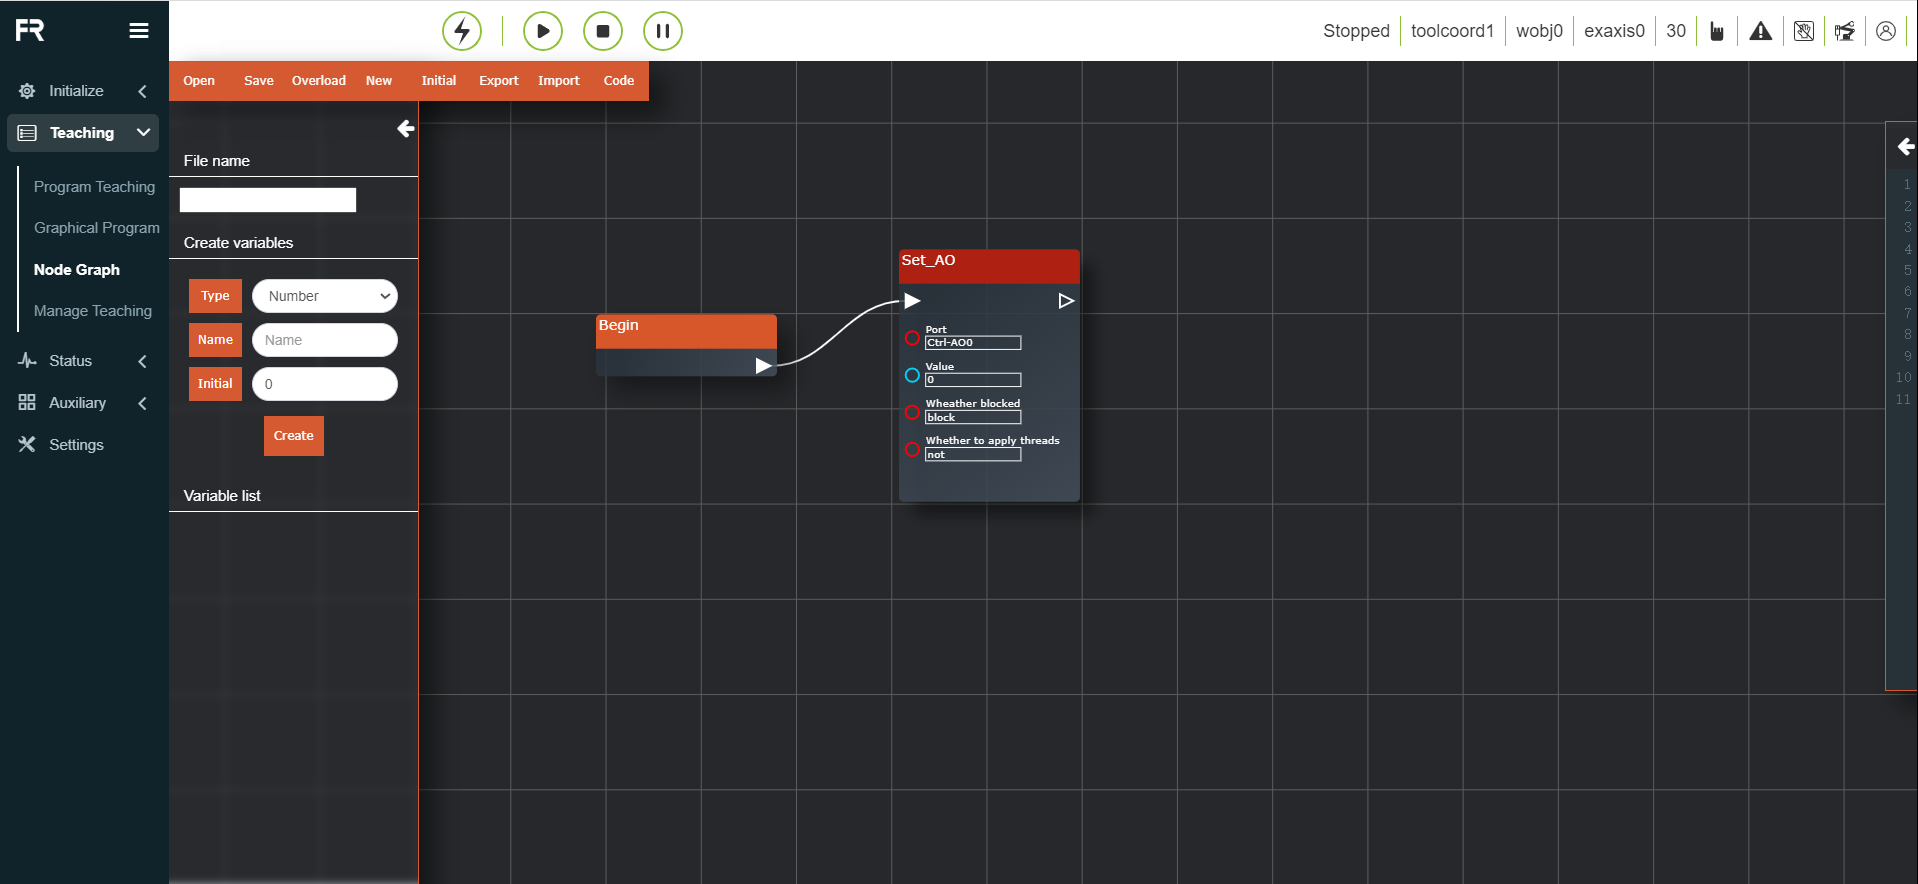 FR
Stopped
toolcoord1
wobj0
exaxis0
30
Initialize
Teaching
Program Teaching
Graphical Program
Node Graph
Manage Teaching
Status
Auxiliary
Settings
Open Save Overload New Initial Export Import Code
File name
Create variables
Type Number
Name Name
Initial 0
Create
Variable list
Begin
Set_AO
Port
Ctrl-AO0
Value
0
Wheather blocked
block
Whether to apply threads
not
1
2
3
4
5
6
7
8
9
10
11